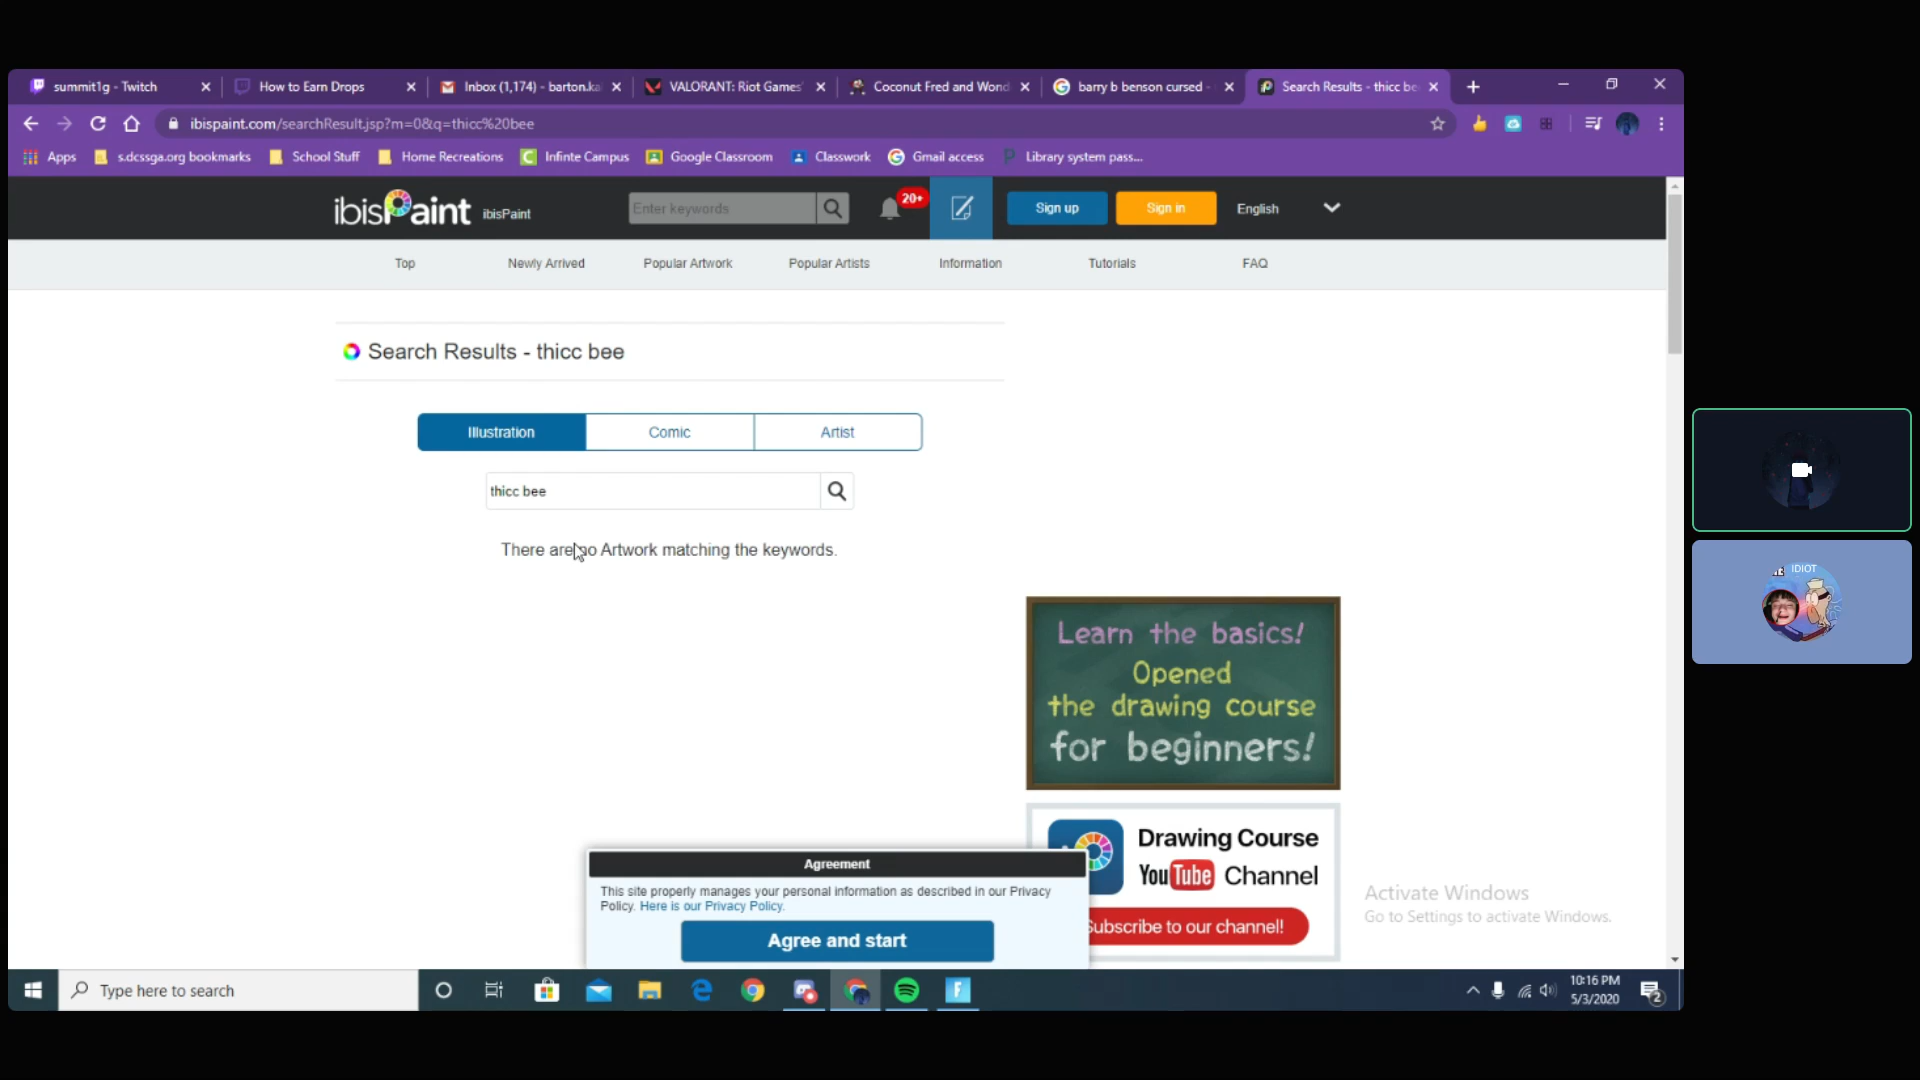 summit1g - Twitch
How to Earn Drops
Inbox (1,174) - barton.ka
VALORANT: Riot Games'
Coconut Fred and Wond
barry b benson cursed -
Search Results - thicc be
ibispaint.com/searchResult.jsp?m=0&q=thicc%20bee
Apps
s.dcssga.org bookmarks
School Stuff
Home Recreations
Infinte Campus
Google Classroom
Classwork
Gmail access
Library system pass...
ibisPaint
ibisPaint
Enter keywords
20+
Sign up
Sign in
English
Top
Newly Arrived
Popular Artwork
Popular Artists
Information
Tutorials
FAQ
Search Results - thicc bee
Illustration
Comic
Artist
thicc bee
There are no Artwork matching the keywords.
Learn the basics!
Opened
the drawing course
for beginners!
Drawing Course
YouTube Channel
Subscribe to our channel!
Agreement
This site properly manages your personal information as described in our Privacy
Policy. Here is our Privacy Policy.
Agree and start
Activate Windows
Go to Settings to activate Windows.
IDIOT
Type here to search
10:16 PM
5/3/2020
2